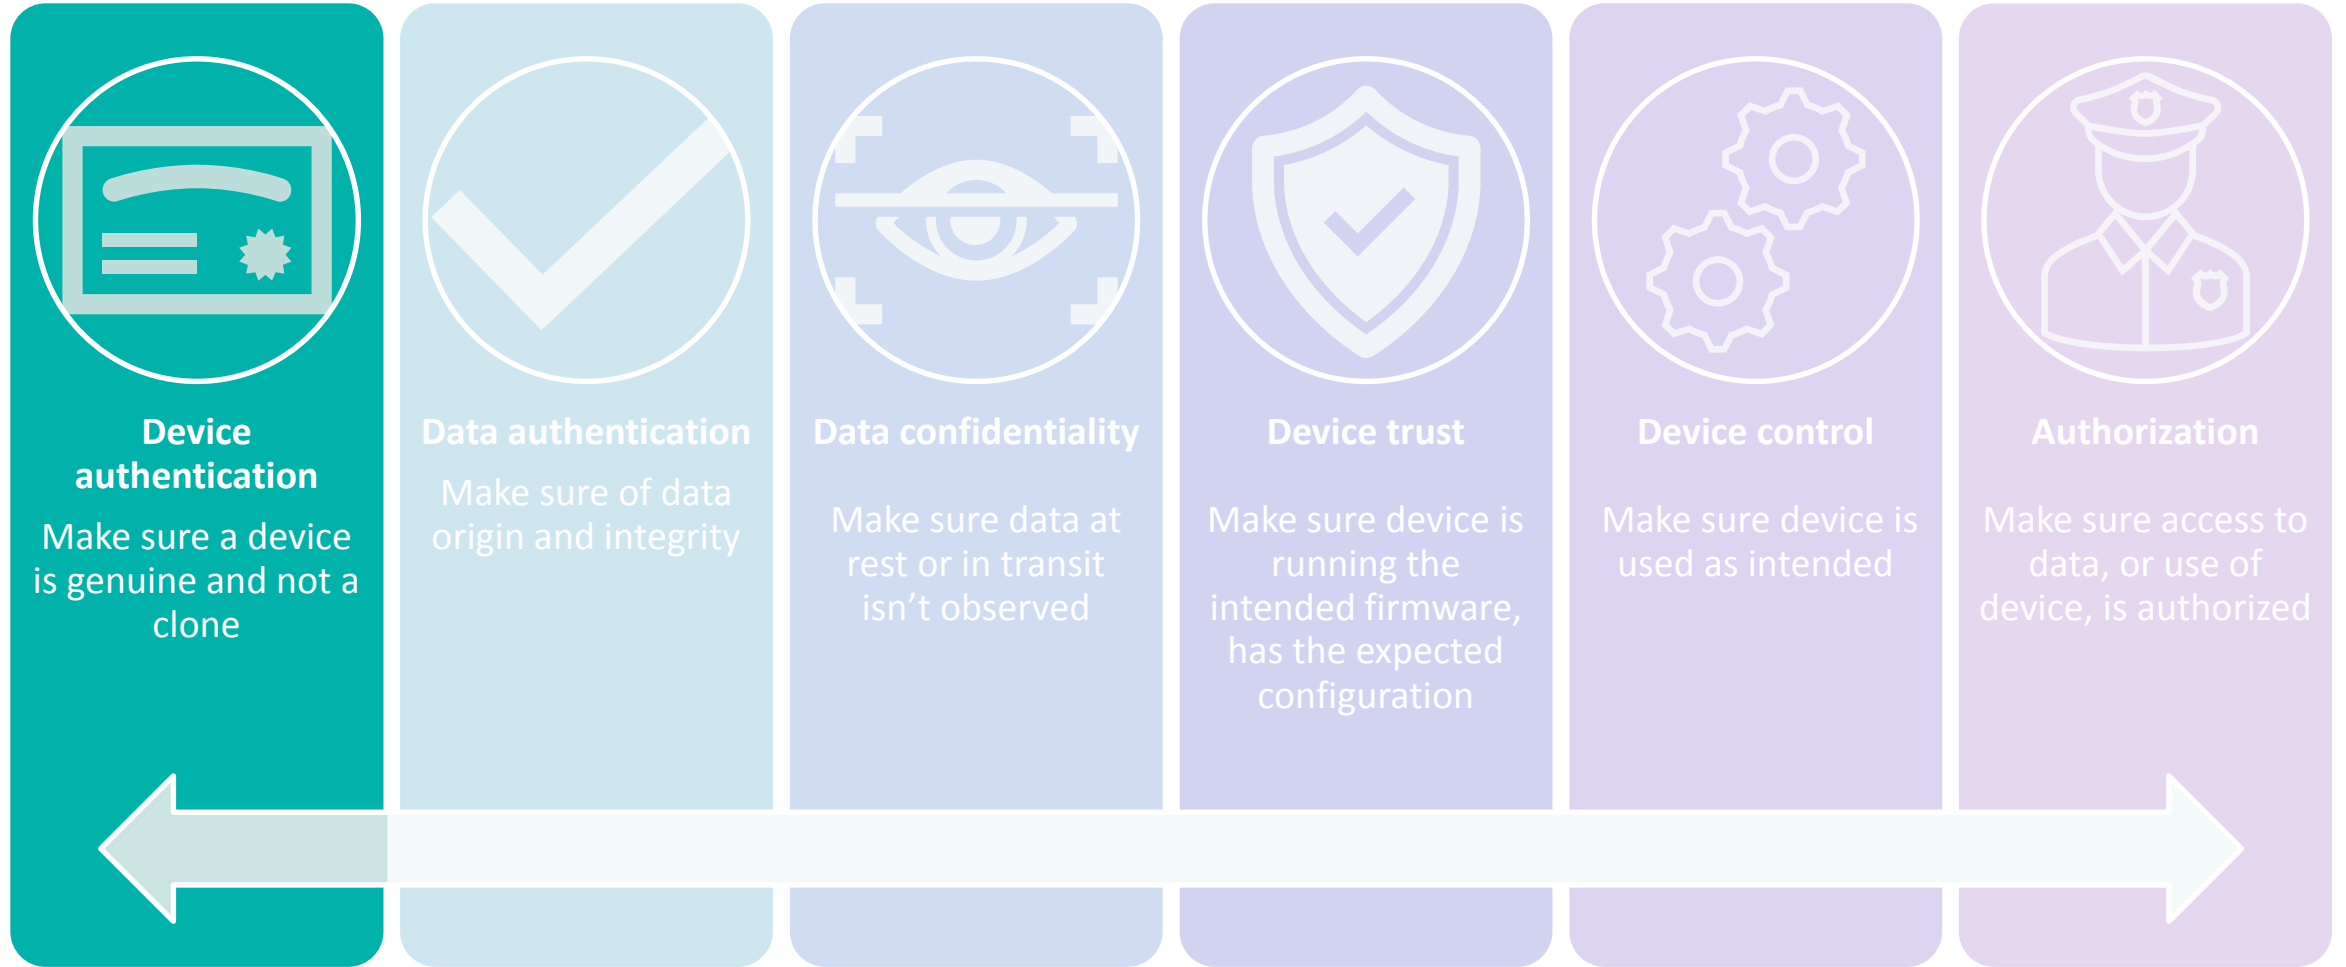 Device
authentication
Make sure a device
is genuine and not a
clone
Data authentication
Make sure of data
origin and integrity
Data confidentiality
Make sure data at
rest or in transit
isn’t observed
Device trust
Make sure device is
running the
intended firmware,
has the expected
configuration
Device control
Make sure device is
used as intended
Authorization
Make sure access to
data, or use of
device, is authorized